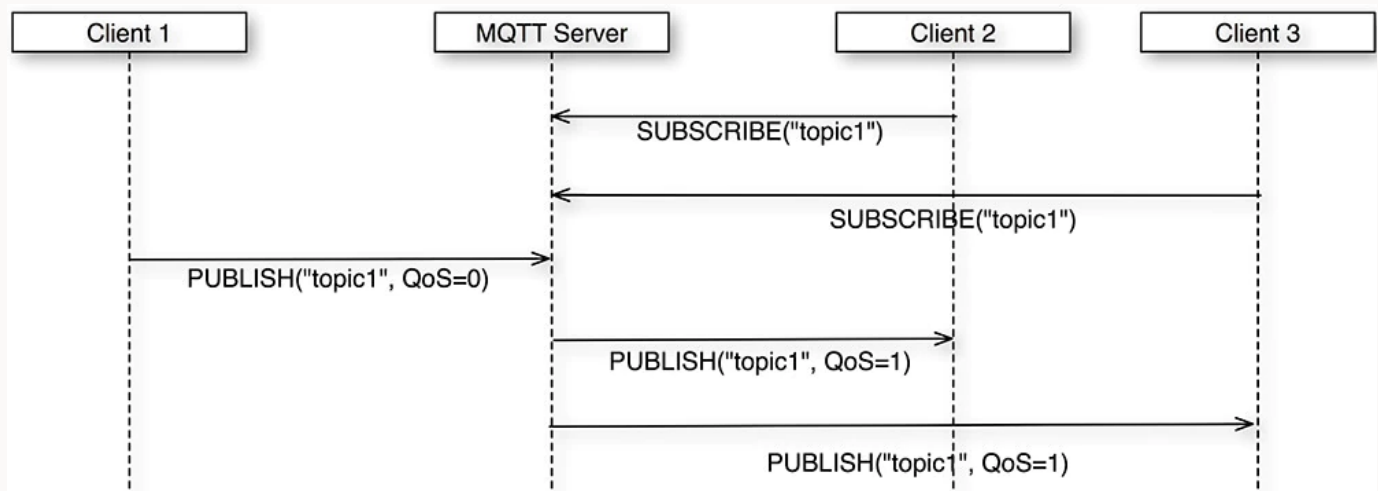 Client 1
MQTT Server
Client 2
Client 3
SUBSCRIBE("topic1")
SUBSCRIBE("topic1")
PUBLISH("topic1", QoS=0)
PUBLISH("topic1", QoS=1)
PUBLISH("topic1", QoS=1)